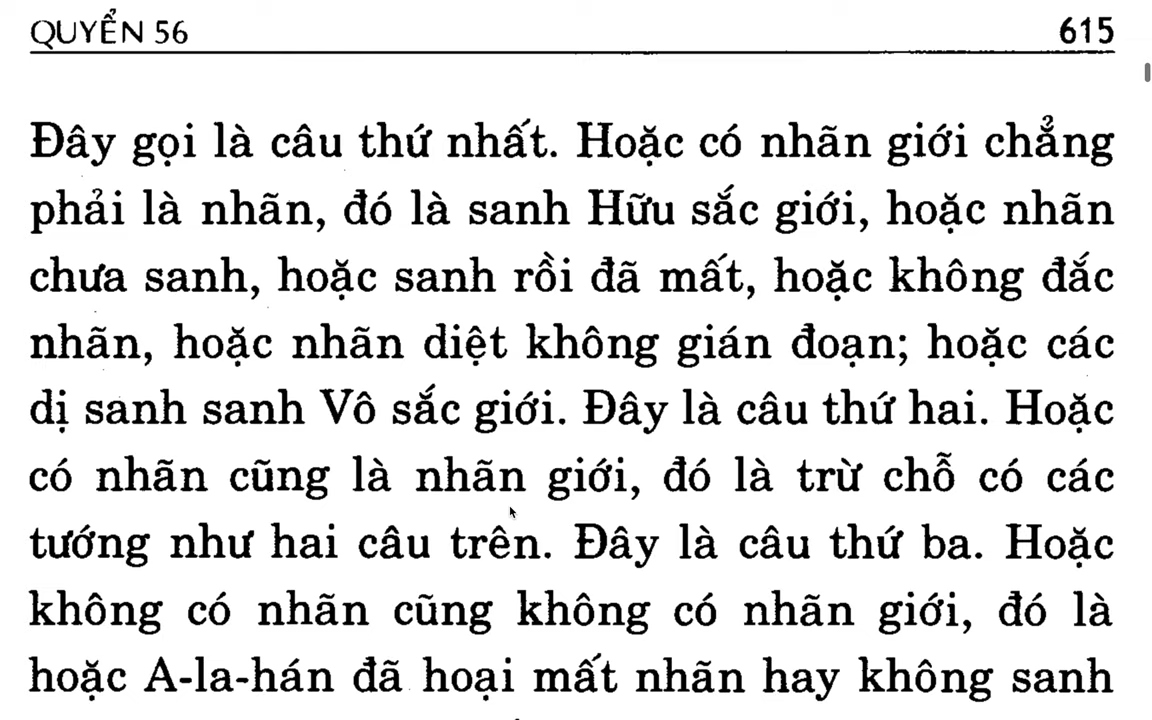 QUYỂN 56
615
Đây gọi là câu thứ nhất. Hoặc có nhãn giới chẳng
phải là nhãn, đó là sanh Hữu sắc giới, hoặc nhãn
chưa sanh, hoặc sanh rồi đã mất, hoặc không đắc
nhãn, hoặc nhãn diệt không gián đoạn; hoặc các
dị sanh sanh Vô sắc giới. Đây là câu thứ hai. Hoặc
có nhãn cũng là nhãn giới, đó là trừ chỗ có các
tướng như hai câu trên. Đây là câu thứ ba. Hoặc
không có nhãn cũng không có nhãn giới, đó là
hoặc A-la-hán đã hoại mất nhãn hay không sanh